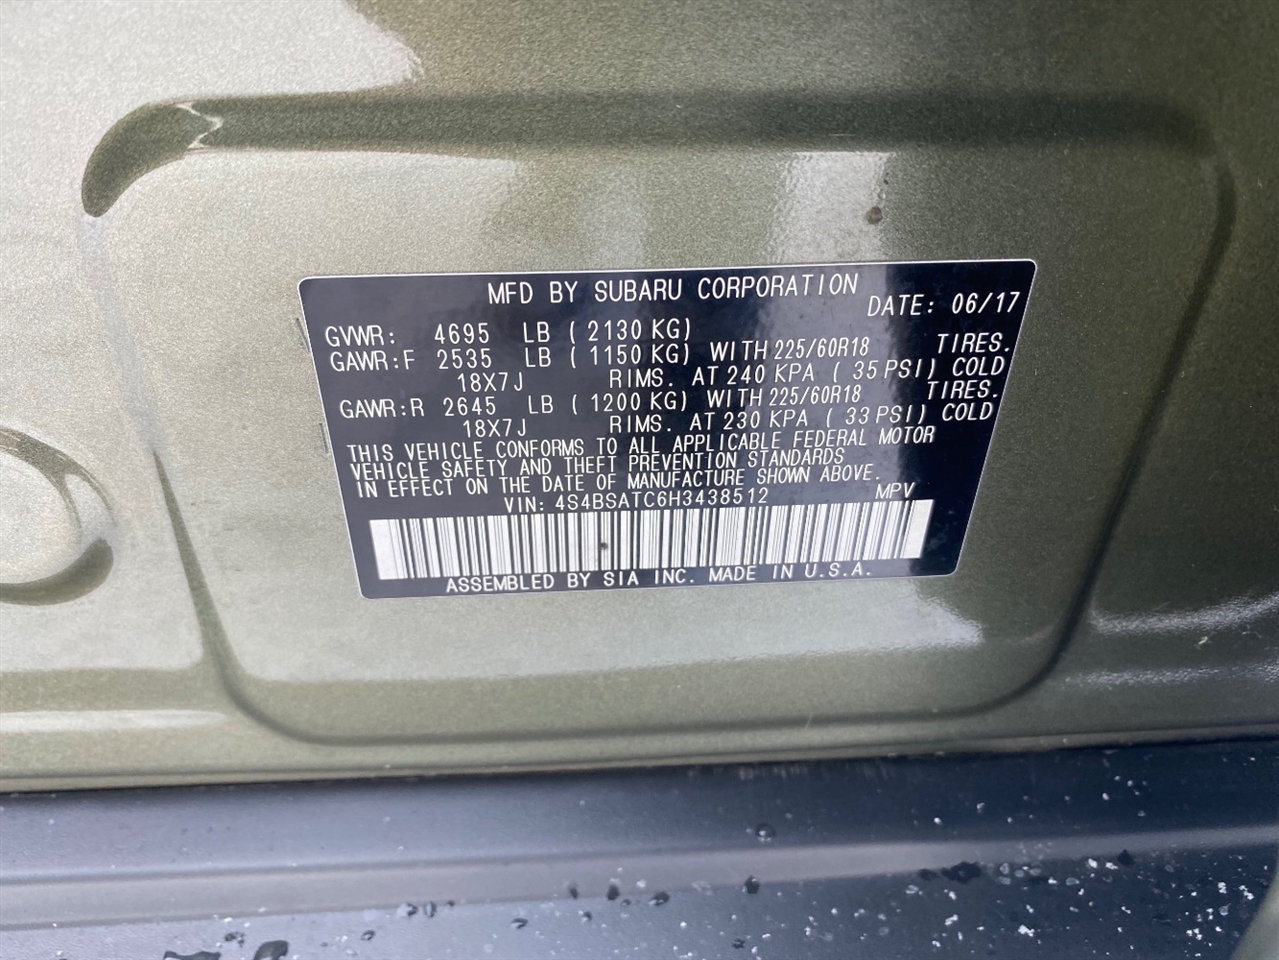 MFD BY SUBARU CORPORATION DATE: 06/17
GVWR: 4695 LB ( 2130 KG)
GAWR:F 2535 LB ( 1150 KG) WITH 225/60R18 TIRES.
18X7J RIMS. AT 240 KPA ( 35 PSI) COLD
GAWR:R 2645 LB ( 1200 KG) WITH 225/60R18 TIRES.
18X7J RIMS. AT 230 KPA ( 33 PSI) COLD
THIS VEHICLE CONFORMS TO ALL APPLICABLE FEDERAL MOTOR
VEHICLE SAFETY AND THEFT PREVENTION STANDARDS
IN EFFECT ON THE DATE OF MANUFACTURE SHOWN ABOVE.
VIN: 4S4BSATC6H3438512 MPV
ASSEMBLED BY SIA INC. MADE IN U.S.A.